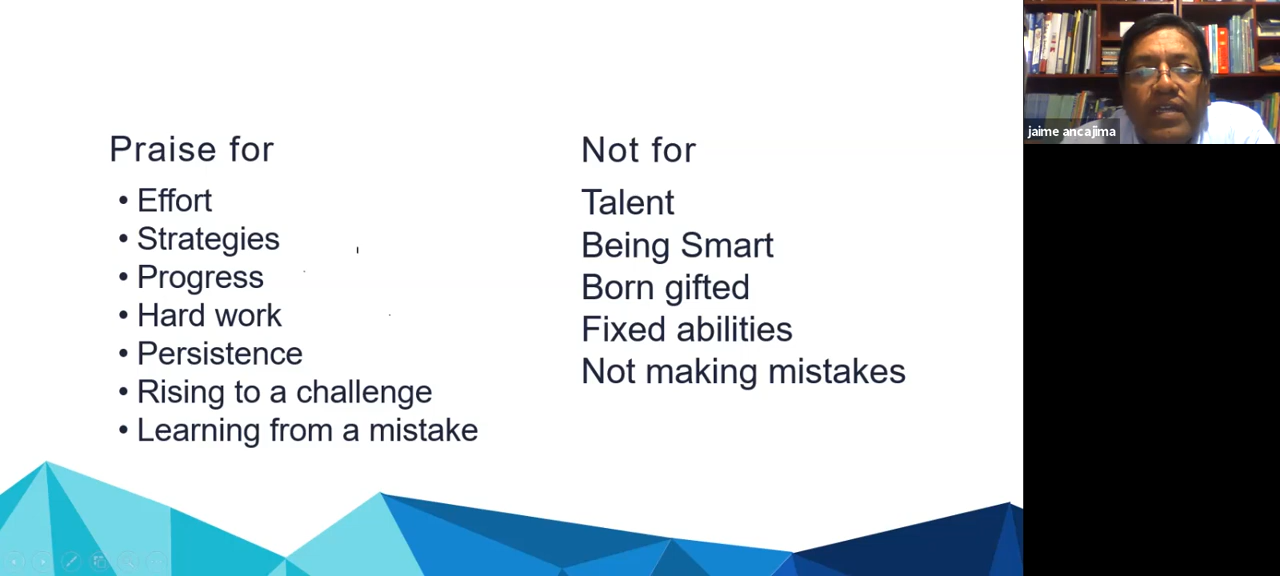 Praise for
• Effort
• Strategies
• Progress
• Hard work
• Persistence
• Rising to a challenge
• Learning from a mistake
Not for
Talent
Being Smart
Born gifted
Fixed abilities
Not making mistakes
jaime ancajima